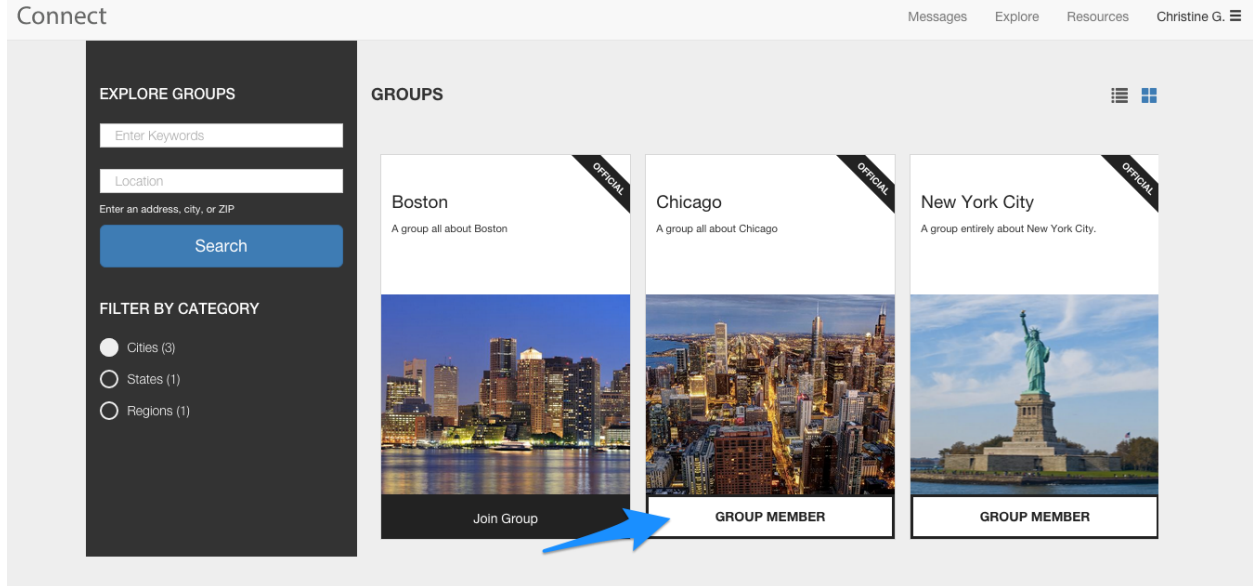 Connect
Messages Explore Resources Christine G.
EXPLORE GROUPS
Enter Keywords
Location
Enter an address, city, or ZIP
Search
FILTER BY CATEGORY
Cities (3)
States (1)
Regions (1)
GROUPS
OFFICIAL
Boston
A group all about Boston
Join Group
OFFICIAL
Chicago
A group all about Chicago
GROUP MEMBER
OFFICIAL
New York City
A group entirely about New York City.
GROUP MEMBER